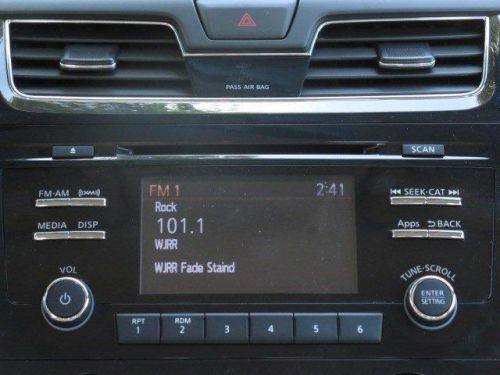 PASS AIR BAG
SCAN
FM·AM
(XM)
MEDIA DISP
FM 1 2:41
Rock
101.1
WJRR
WJRR Fade Staind
SEEK·CAT
Apps BACK
VOL
TUNE·SCROLL
ENTER
SETTING
RPT
1
RDM
2
3
4
5
6